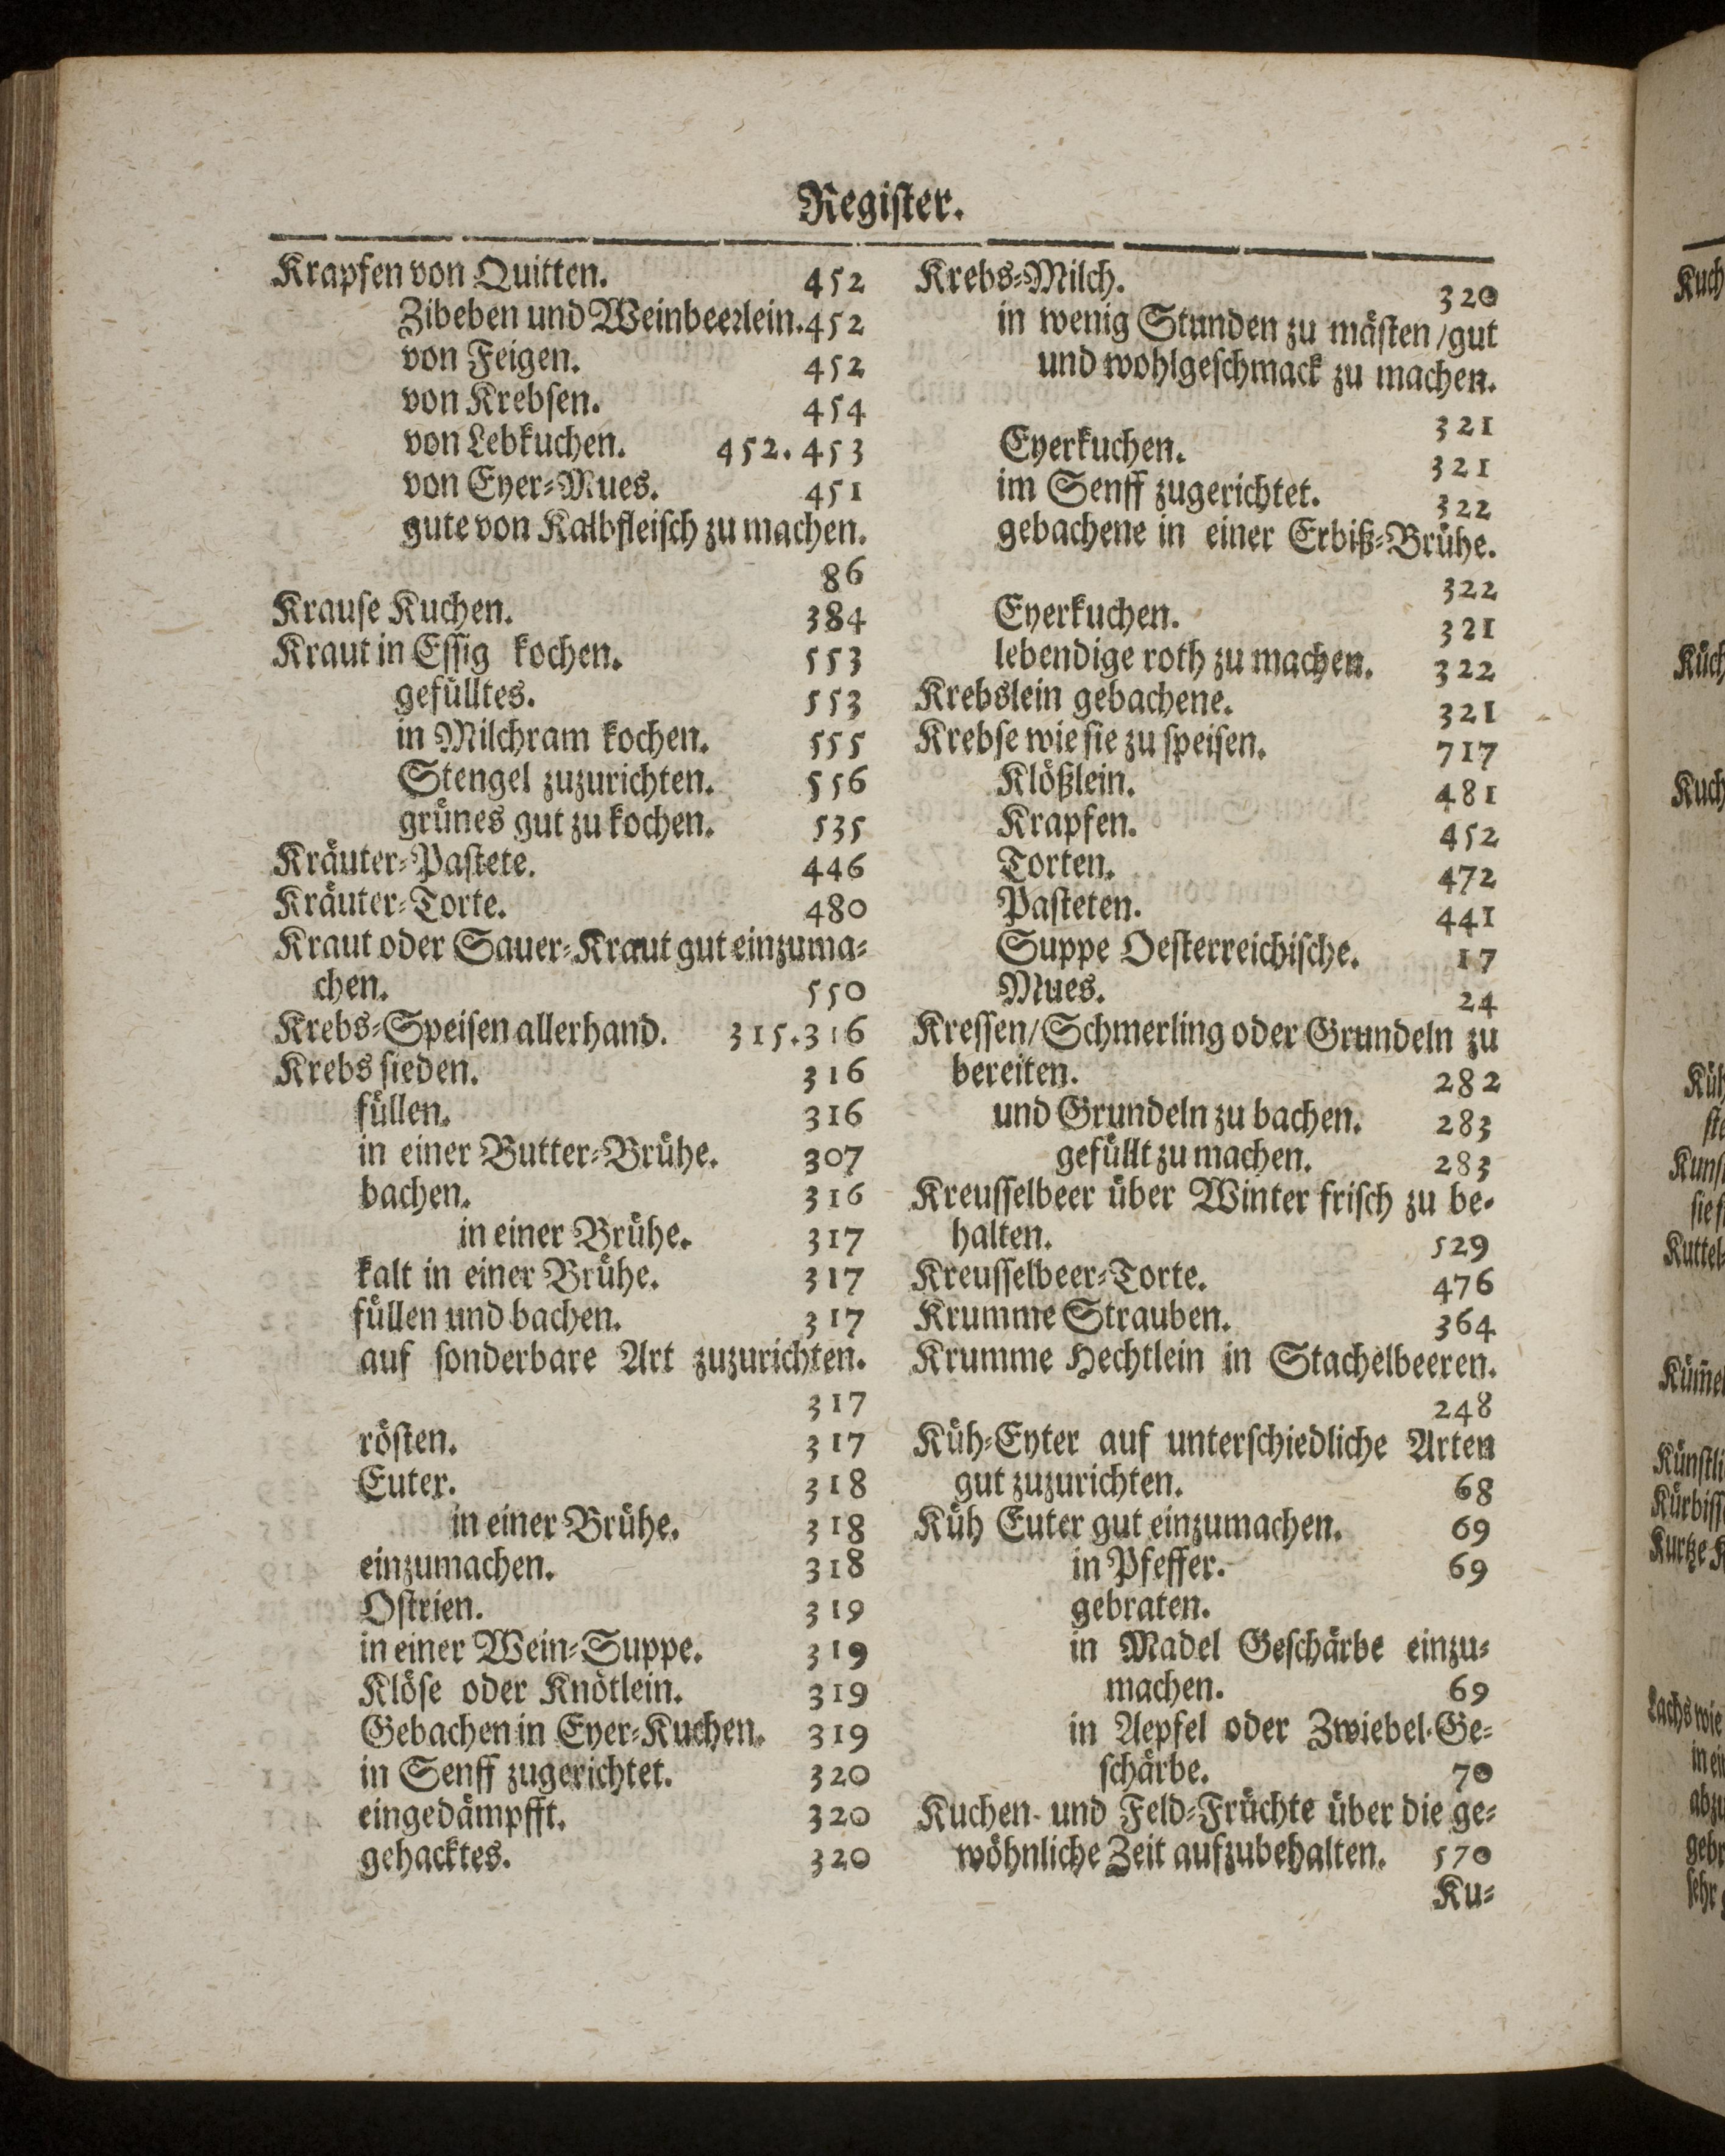 Register.
Krapfen von Quitten. 452
Zibeben und Weinbeerlein. 452
von Feigen. 452
von Krebsen. 454
von Lebkuchen. 452. 453
von Eyer-Mues. 451
gute von Kalbfleisch zu machen.
86
Krause Kuchen. 384
Kraut in Essig kochen. 553
gefülltes. 553
in Milchram kochen. 555
Stengel zuzurichten. 556
grünes gut zu kochen. 535
Kräuter-Pastete. 446
Kräuter-Torte. 480
Kraut oder Sauer-Kraut gut einzuma-
chen. 550
Krebs-Speisen allerhand. 315.316
Krebs sieden. 316
füllen. 316
in einer Butter-Brühe. 307
bachen. 316
in einer Brühe. 317
kalt in einer Brühe. 317
füllen und bachen. 317
auf sonderbare Art zuzurichten.
317
rösten. 317
Euter. 318
in einer Brühe. 318
einzumachen. 318
Ostrien. 319
in einer Wein-Suppe. 319
Klöse oder Knötlein. 319
Gebachen in Eyer-Kuchen. 319
in Senff zugerichtet. 320
eingedämpfft. 320
gehacktes. 320
Krebs-Milch. 320
in wenig Stunden zu mästen/gut
und wohlgeschmack zu machen.
321
Eyerkuchen. 321
im Senff zugerichtet. 322
gebachene in einer Erbiß-Brühe.
322
Eyerkuchen. 321
lebendige roth zu machen. 322
Krebslein gebachene. 321
Krebse wie sie zu speisen. 717
Klößlein. 481
Krapfen. 452
Torten. 472
Pasteten. 441
Suppe Oesterreichische. 17
Mues. 24
Kressen/Schmerling oder Grundeln zu
bereiten. 282
und Grundeln zu bachen. 283
gefüllt zu machen. 283
Kreusselbeer über Winter frisch zu be-
halten. 529
Kreusselbeer-Torte. 476
Krumme Strauben. 364
Krumme Hechtlein in Stachelbeeren.
248
Küh-Eyter auf unterschiedliche Arten
gut zuzurichten. 68
Küh Euter gut einzumachen. 69
in Pfeffer. 69
gebraten.
in Madel Geschärbe einzu-
machen. 69
in Aepfel oder Zwiebel-Ge-
schärbe. 70
Kuchen- und Feld-Früchte über die ge-
wöhnliche Zeit aufzubehalten. 570
Ku-